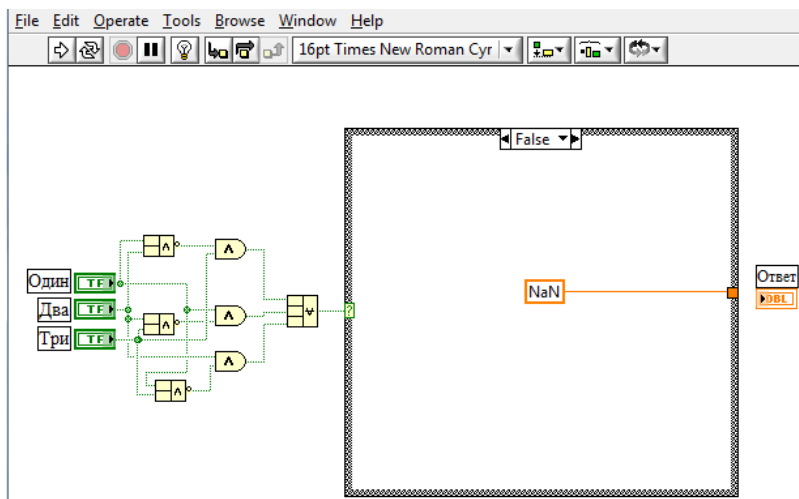 File Edit Operate Tools Browse Window Help
16pt Times New Roman Cyr
False
Один TF
Два TF
Три TF
?
NaN
Ответ
DBL